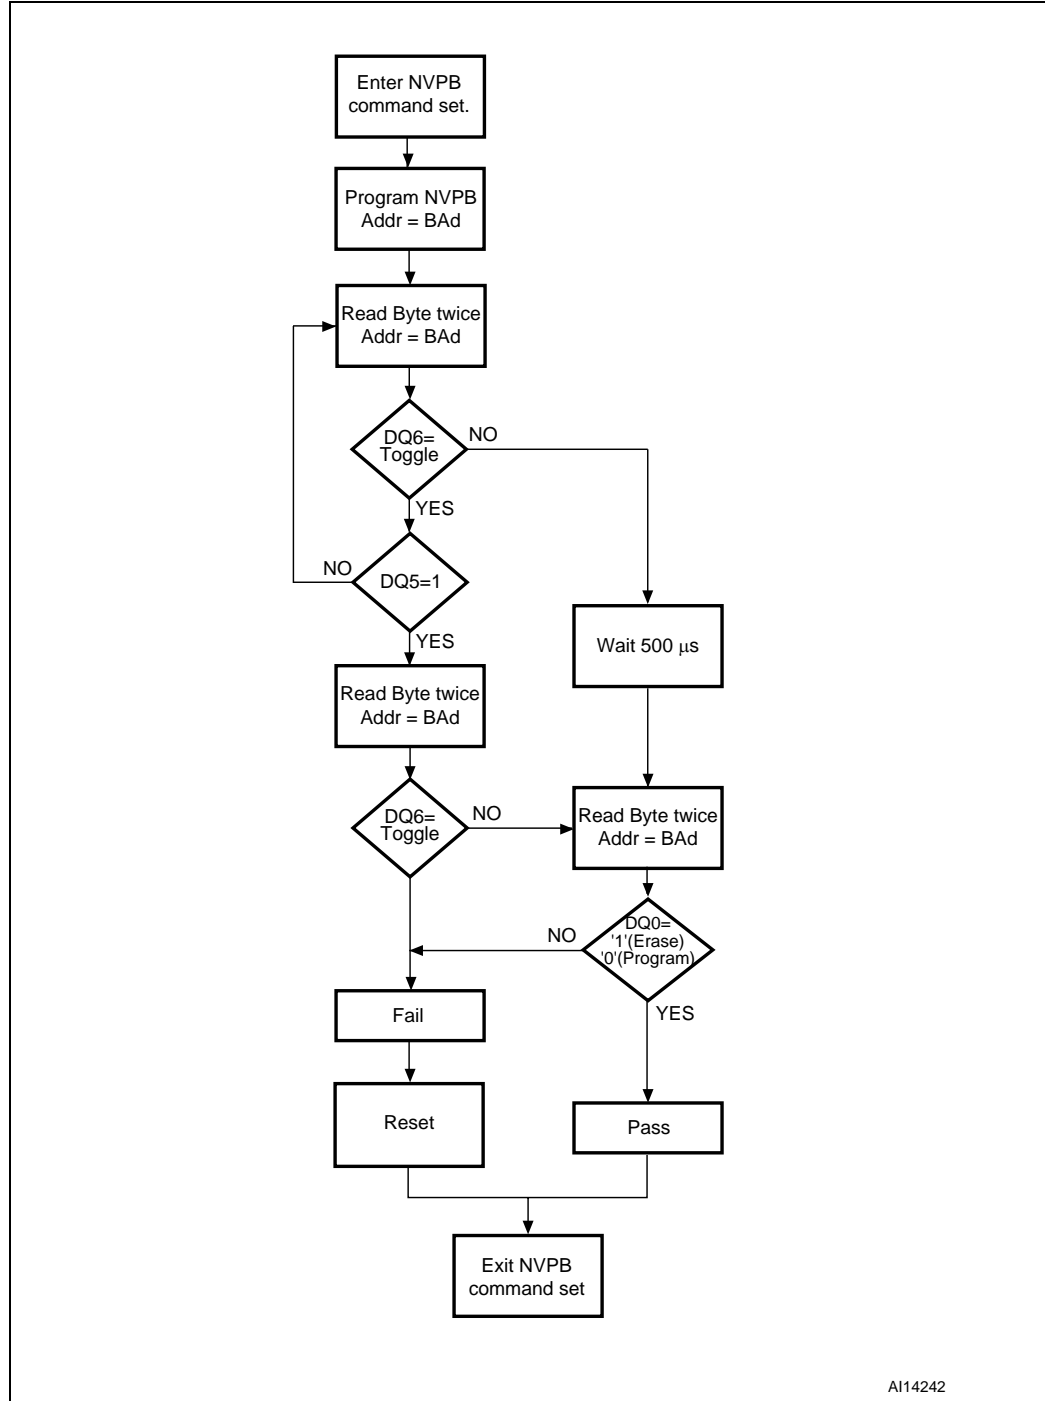 Enter NVPB
command set.
Program NVPB
Addr = BAd
Read Byte twice
Addr = BAd
DQ6=
Toggle
NO
YES
NO
DQ5=1
YES
Wait 500 µs
Read Byte twice
Addr = BAd
DQ6=
Toggle
NO
Read Byte twice
Addr = BAd
NO
DQ0=
'1'(Erase)
'0'(Program)
YES
Fail
Reset
Pass
Exit NVPB
command set
AI14242